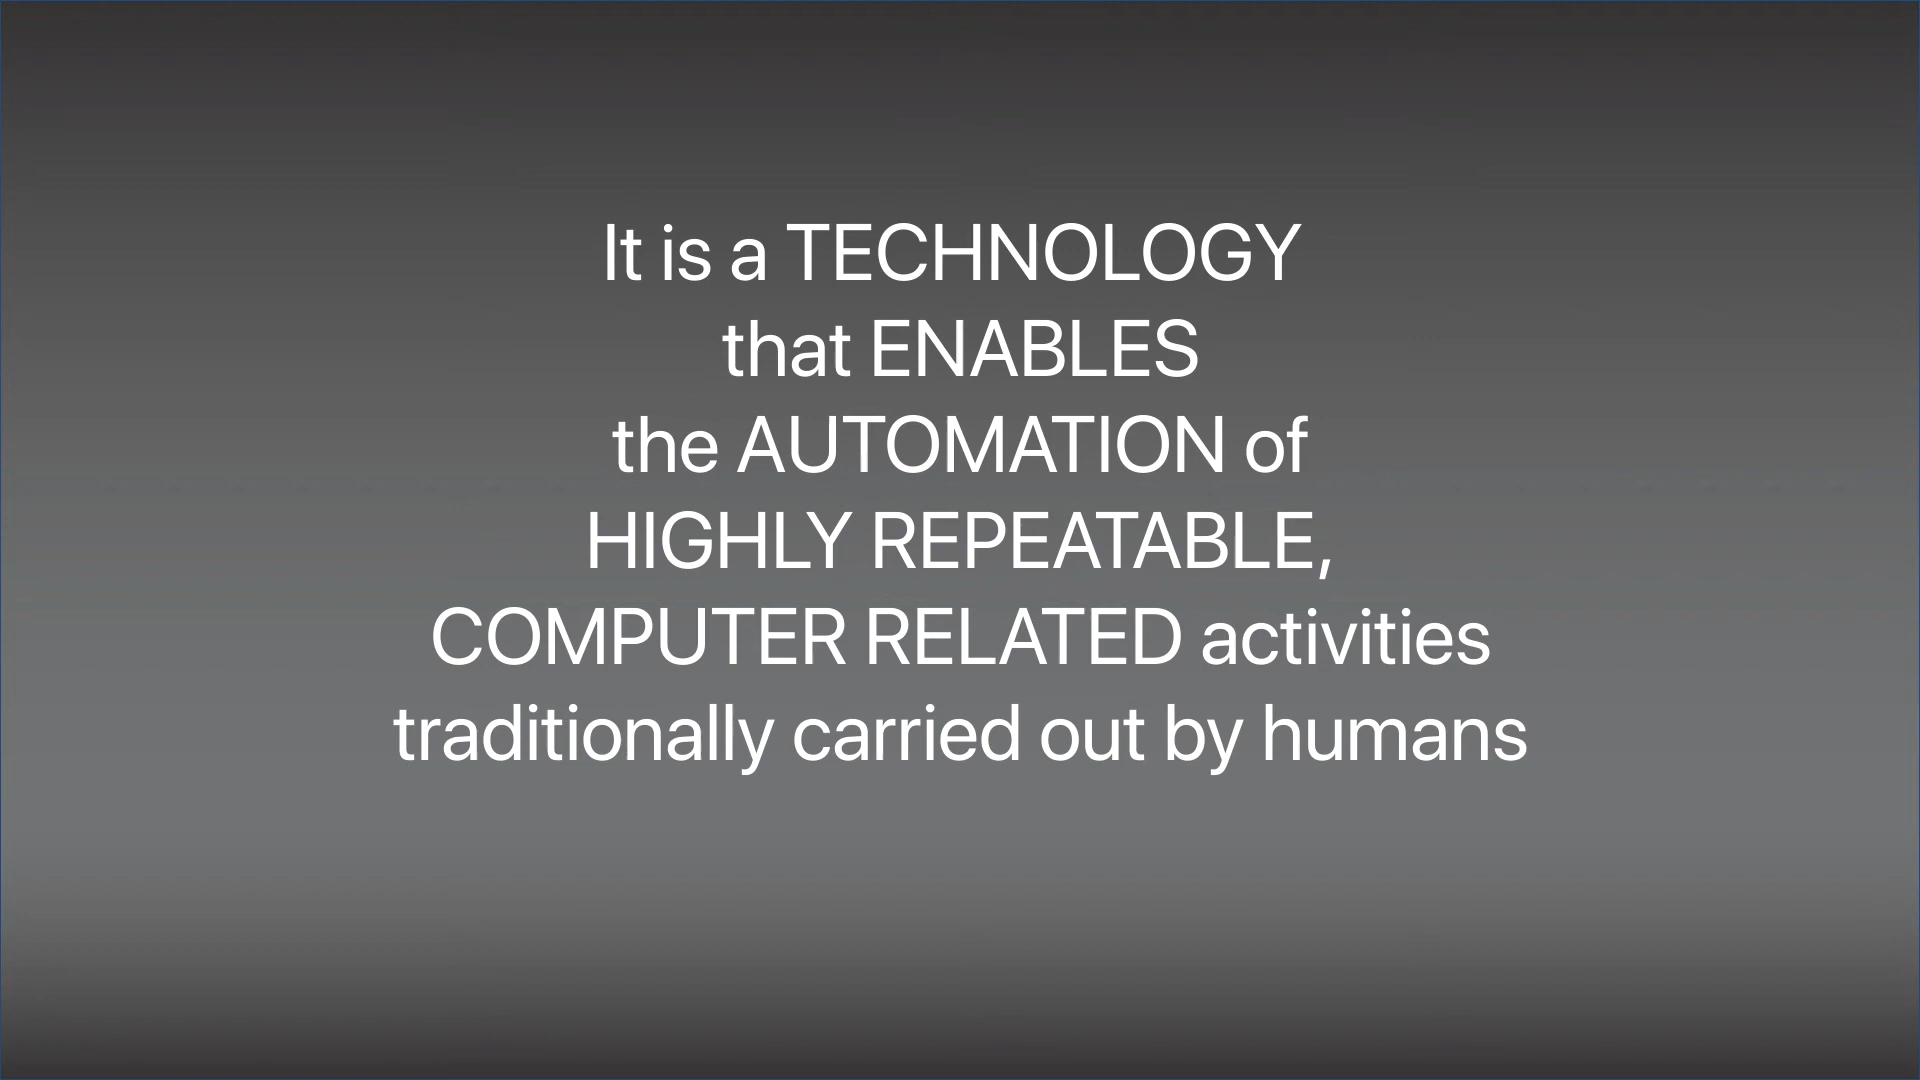 It is a TECHNOLOGY
that ENABLES
the AUTOMATION of
HIGHLY REPEATABLE,
COMPUTER RELATED activities
traditionally carried out by humans